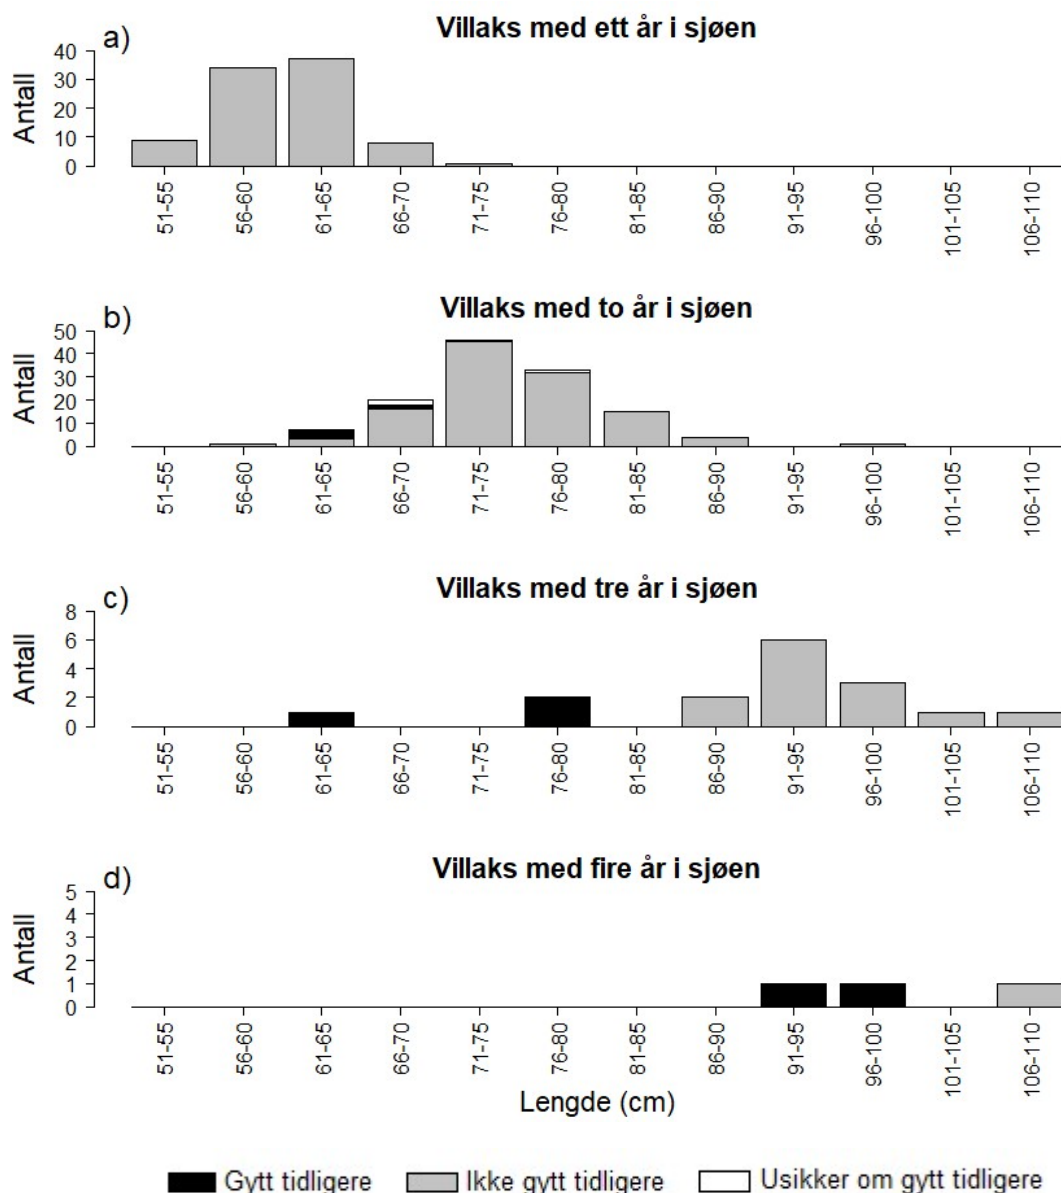 Villaks med ett år i sjøen
a)
Antall
40
30
20
10
0
51-55 56-60 61-65 66-70 71-75 76-80 81-85 86-90 91-95 96-100 101-105 106-110
Villaks med to år i sjøen
b)
Antall
50
40
30
20
10
0
51-55 56-60 61-65 66-70 71-75 76-80 81-85 86-90 91-95 96-100 101-105 106-110
Villaks med tre år i sjøen
c)
Antall
8
6
4
2
0
51-55 56-60 61-65 66-70 71-75 76-80 81-85 86-90 91-95 96-100 101-105 106-110
Villaks med fire år i sjøen
d)
Antall
5
4
3
2
1
0
51-55 56-60 61-65 66-70 71-75 76-80 81-85 86-90 91-95 96-100 101-105 106-110
Lengde (cm)
Gytt tidligere Ikke gytt tidligere Usikker om gytt tidligere